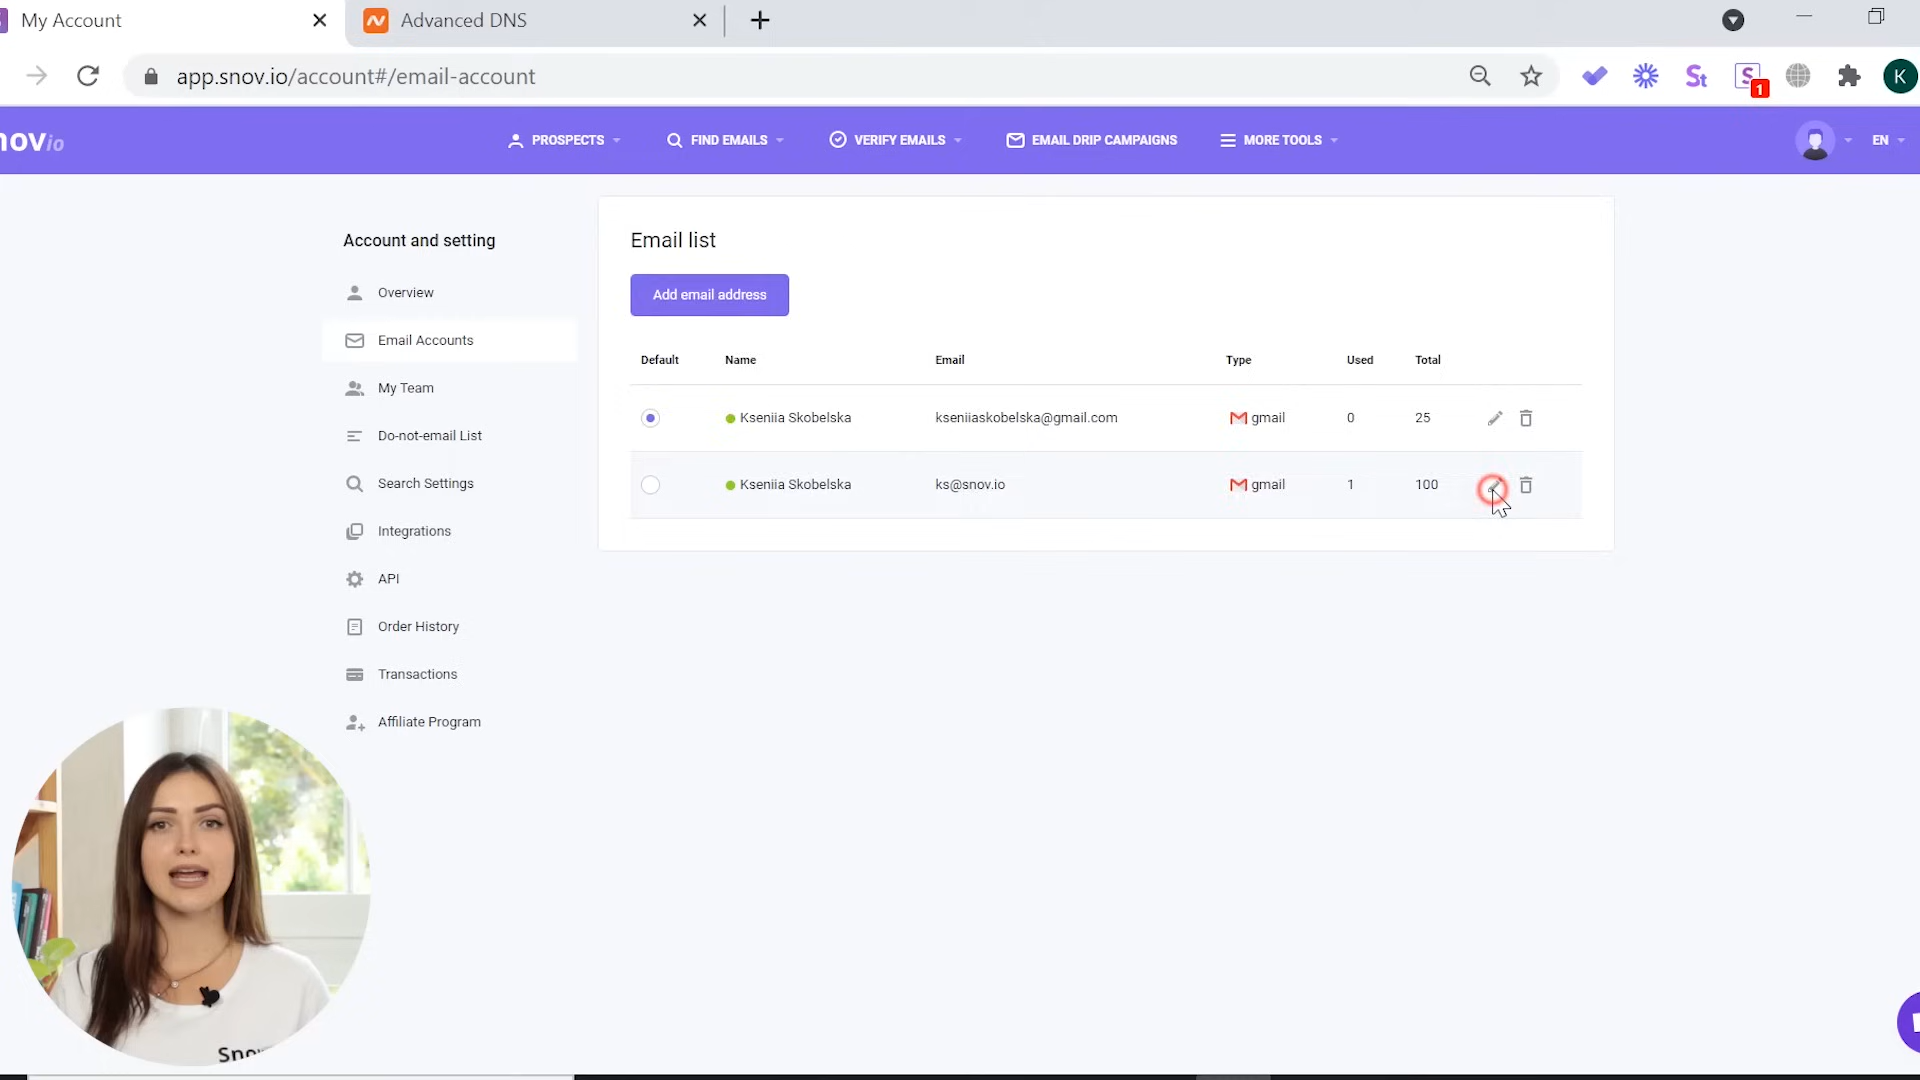 My Account
Advanced DNS
app.snov.io/account#/email-account
1
K
novio
PROSPECTS
FIND EMAILS
VERIFY EMAILS
EMAIL DRIP CAMPAIGNS
MORE TOOLS
EN
Account and setting
Overview
Email Accounts
My Team
Do-not-email List
Search Settings
Integrations
API
Order History
Transactions
Affiliate Program
Email list
Add email address
Default Name Email Type Used Total
Kseniia Skobelska kseniiaskobelska@gmail.com gmail 0 25
Kseniia Skobelska ks@snov.io gmail 1 100
Snov